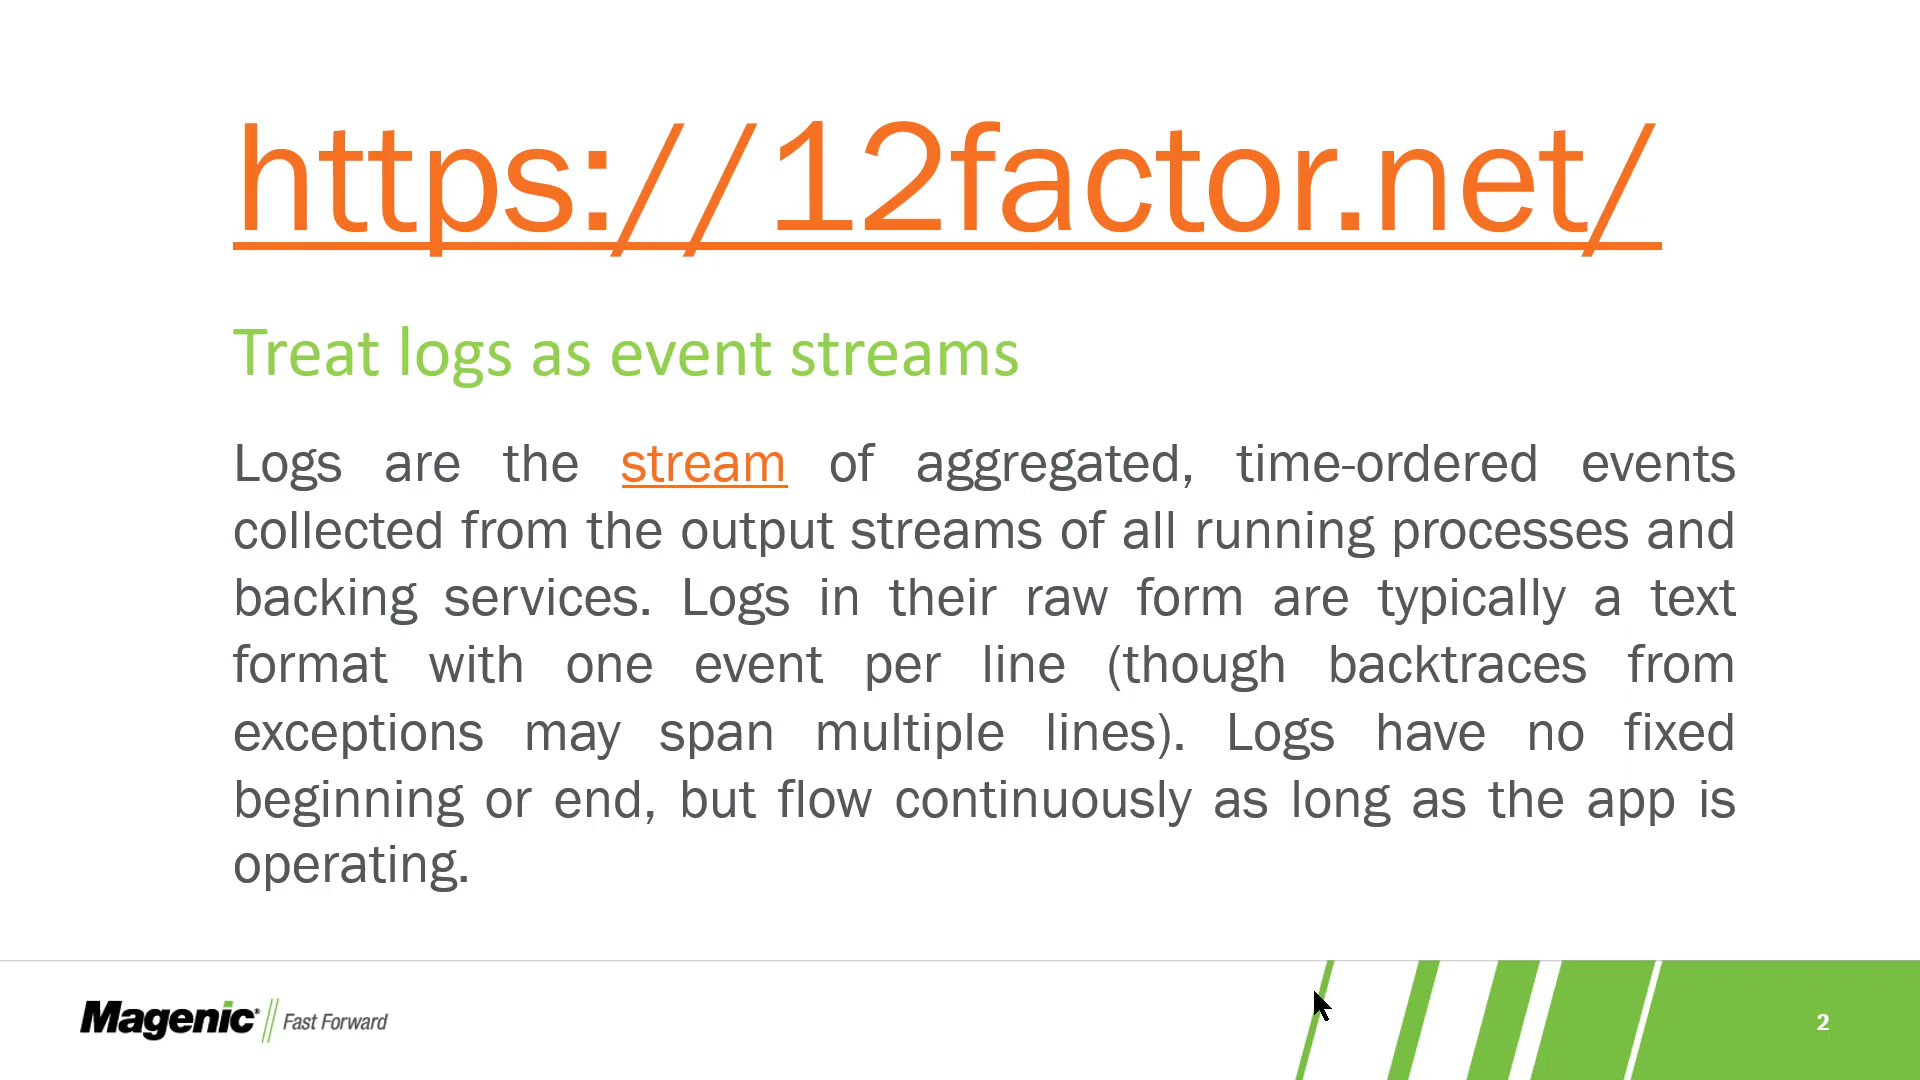 https://12factor.net/
Treat logs as event streams
Logs are the stream of aggregated, time-ordered events
collected from the output streams of all running processes and
backing services. Logs in their raw form are typically a text
format with one event per line (though backtraces from
exceptions may span multiple lines). Logs have no fixed
beginning or end, but flow continuously as long as the app is
operating.
Magenic Fast Forward
2